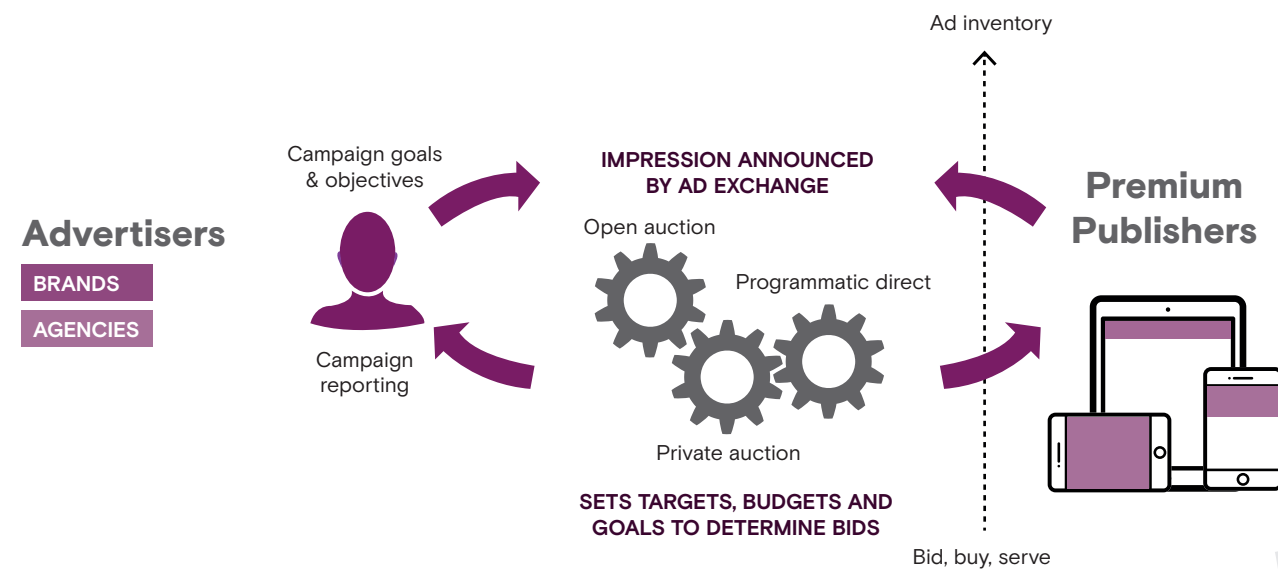 Ad inventory
Campaign goals
& objectives
IMPRESSION ANNOUNCED
BY AD EXCHANGE
Premium
Publishers
Advertisers
BRANDS
AGENCIES
Open auction
Programmatic direct
Campaign
reporting
Private auction
SETS TARGETS, BUDGETS AND
GOALS TO DETERMINE BIDS
Bid, buy, serve